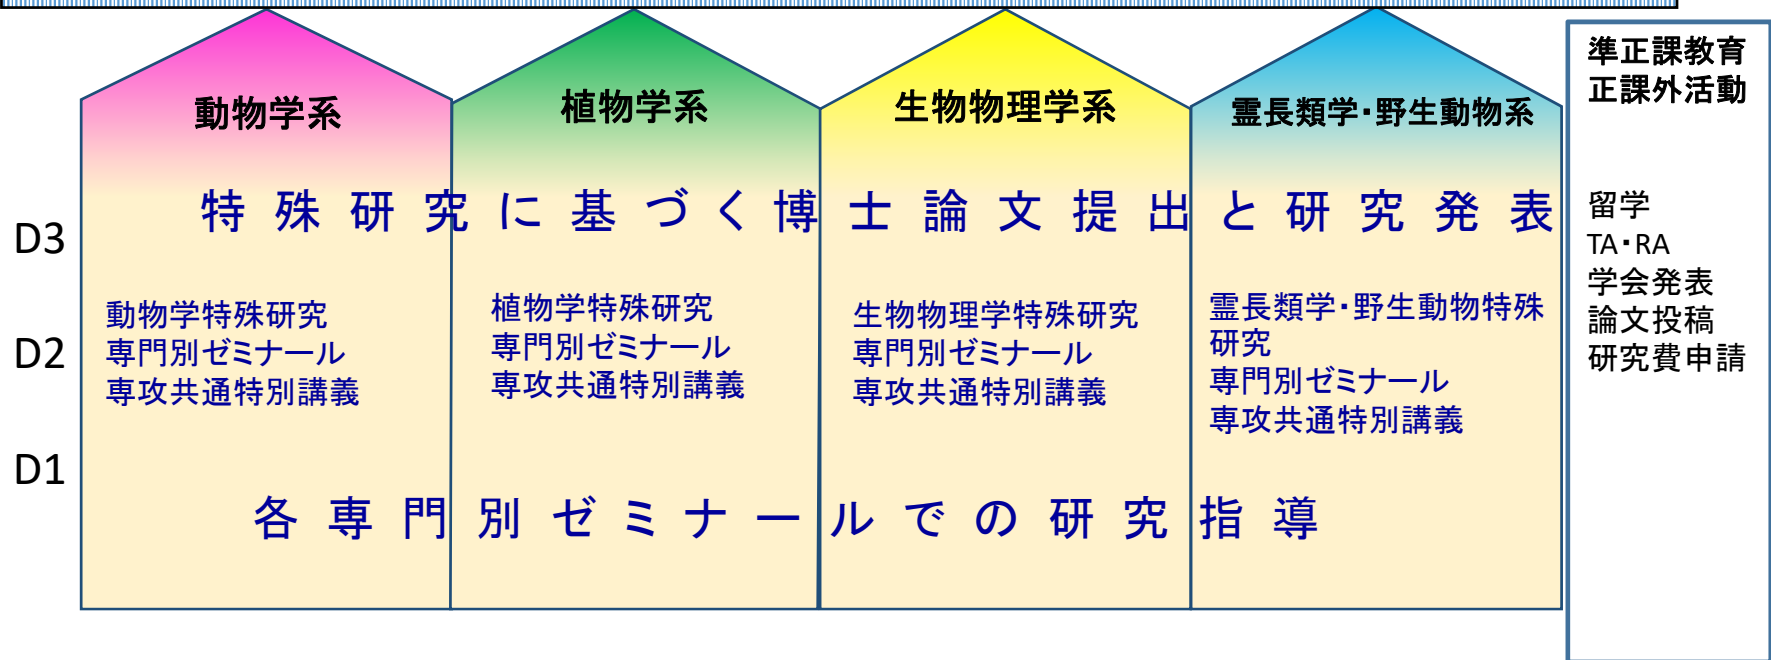 動物学系
植物学系
生物物理学系
霊長類学・野生動物系
準正課教育
正課外活動
特殊研究に基づく博士論文提出と研究発表
D3
D2
D1
動物学特殊研究
専門別ゼミナール
専攻共通特別講義
植物学特殊研究
専門別ゼミナール
専攻共通特別講義
生物物理学特殊研究
専門別ゼミナール
専攻共通特別講義
霊長類学・野生動物特殊
研究
専門別ゼミナール
専攻共通特別講義
各専門別ゼミナールでの研究指導
留学
TA・RA
学会発表
論文投稿
研究費申請